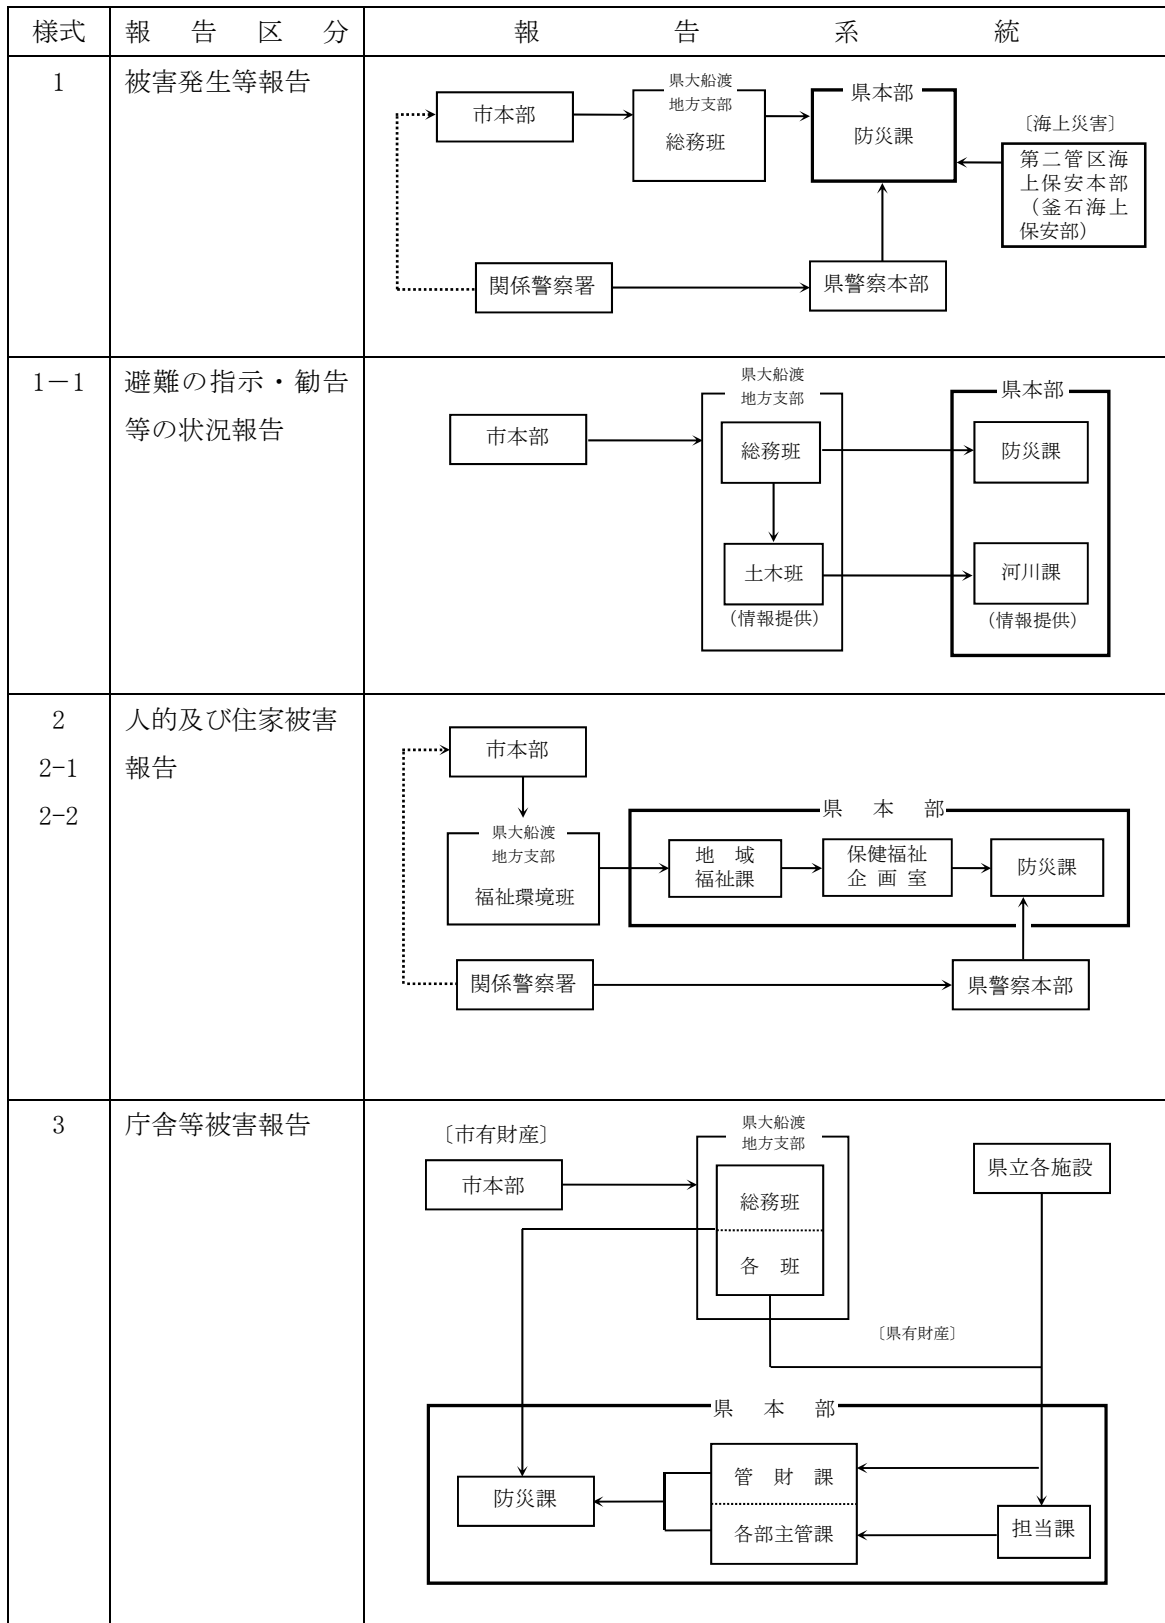 様式 報告区分 報告系統
1 被害発生等報告
県大船渡
地方支部
総務班
市本部
県本部
防災課
〔海上災害〕
第二管区海
上保安本部
（釜石海上
保安部）
関係警察署
県警察本部
1－1 避難の指示・勧告
等の状況報告
県大船渡
地方支部
県本部
市本部
総務班
防災課
土木班
河川課
（情報提供）
（情報提供）
2 人的及び住家被害
2-1 報告
2-2
市本部
県本部
県大船渡
地方支部
福祉環境班
地域
福祉課
保健福祉
企画室
防災課
関係警察署
県警察本部
3 庁舎等被害報告
〔市有財産〕
県大船渡
地方支部
市本部
県立各施設
総務班
各班
〔県有財産〕
県本部
管財課
防災課
各部主管課
担当課